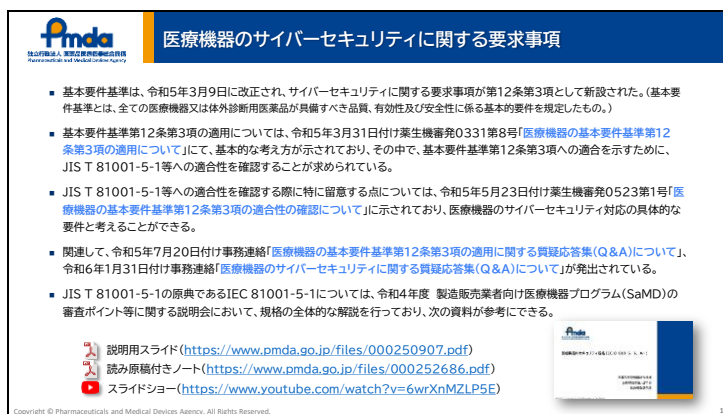 Pmda
独立行政法人 医薬品医療機器総合機構
Pharmaceuticals and Medical Devices Agency
医療機器のサイバーセキュリティに関する要求事項
■ 基本要件基準は、令和5年3月9日に改正され、サイバーセキュリティに関する要求事項が第12条第3項として新設された。(基本要
件基準とは、全ての医療機器又は体外診断用医薬品が具備すべき品質、有効性及び安全性に係る基本的要件を規定したもの。)
■ 基本要件基準第12条第3項の適用については、令和5年3月31日付け薬生機審発0331第8号「医療機器の基本要件基準第12
条第3項の適用について」にて、基本的な考え方が示されており、その中で、基本要件基準第12条第3項への適合を示すために、
JIS T 81001-5-1等への適合性を確認することが求められている。
■ JIS T 81001-5-1等への適合性を確認する際に特に留意する点については、令和5年5月23日付け薬生機審発0523第1号「医
療機器の基本要件基準第12条第3項の適合性の確認について」に示されており、医療機器のサイバーセキュリティ対応の具体的な
要件と考えることができる。
■ 関連して、令和5年7月20日付け事務連絡「医療機器の基本要件基準第12条第3項の適用に関する質疑応答集(Q&A)について」、
令和6年1月31日付け事務連絡「医療機器のサイバーセキュリティに関する質疑応答集(Q&A)について」が発出されている。
■ JIS T 81001-5-1の原典であるIEC 81001-5-1については、令和4年度 製造販売業者向け医療機器プログラム(SaMD)の
審査ポイント等に関する説明会において、規格の全体的な解説を行っており、次の資料が参考にできる。
説明用スライド(https://www.pmda.go.jp/files/000250907.pdf)
読み原稿付きノート(https://www.pmda.go.jp/files/000252686.pdf)
スライドショー(https://www.youtube.com/watch?v=6wrXnMZLP5E)
Pmda
Copyright © Pharmaceuticals and Medical Devices Agency. All Rights Reserved.
1